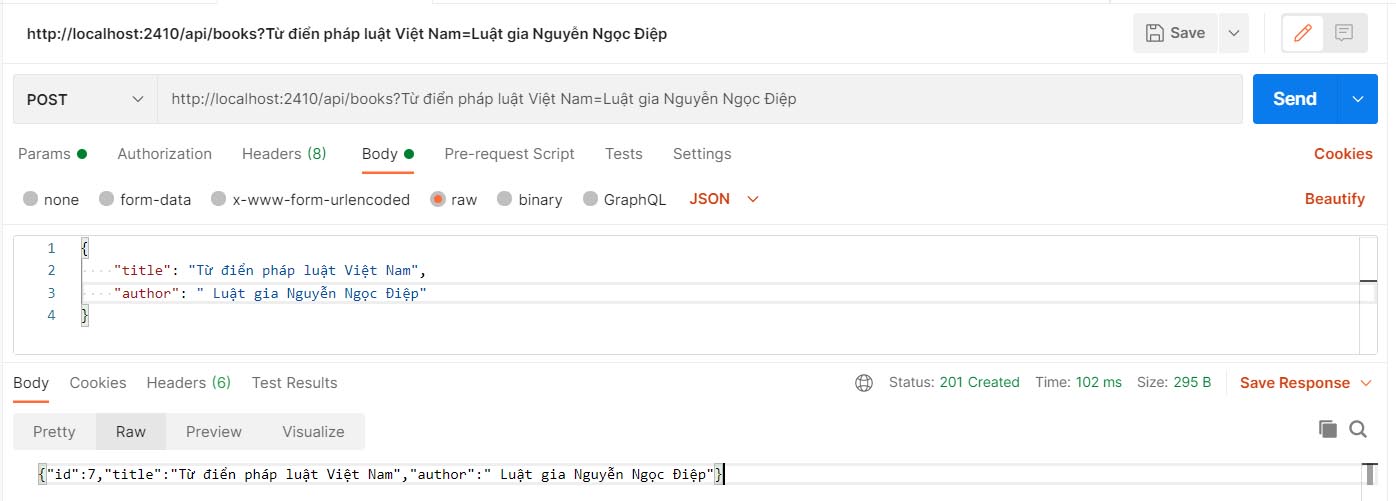 http://localhost:2410/api/books?Từ điển pháp luật Việt Nam=Luật gia Nguyễn Ngọc Điệp
Save
POST
http://localhost:2410/api/books?Từ điển pháp luật Việt Nam=Luật gia Nguyễn Ngọc Điệp
Send
Params Authorization Headers (8) Body Pre-request Script Tests Settings Cookies
none form-data x-www-form-urlencoded raw binary GraphQL JSON Beautify
1 {
2 "title": "Từ điển pháp luật Việt Nam",
3 "author": " Luật gia Nguyễn Ngọc Điệp"
4 }
Body Cookies Headers (6) Test Results Status: 201 Created Time: 102 ms Size: 295 B Save Response
Pretty Raw Preview Visualize
{"id":7,"title":"Từ điển pháp luật Việt Nam","author":" Luật gia Nguyễn Ngọc Điệp"}